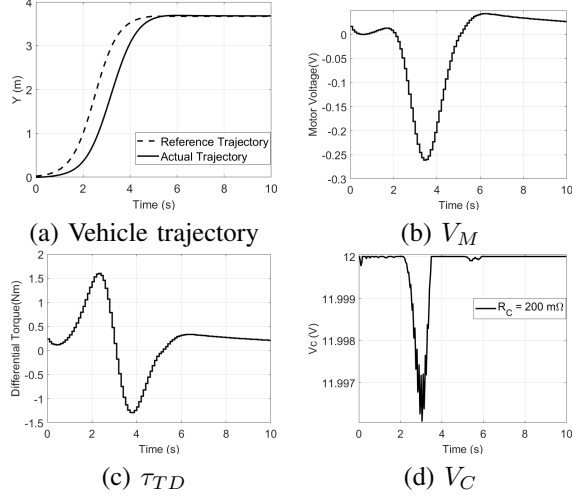 4
3
2
1
0
Y (m)
Reference Trajectory
Actual Trajectory
0 2 4 6 8 10
Time (s)
(a) Vehicle trajectory
0
-0.05
-0.1
-0.15
-0.2
-0.25
-0.3
Motor Voltage(V)
0 2 4 6 8 10
Time (s)
(b) V_M
2
1.5
1
0.5
0
-0.5
-1
-1.5
Differential Torque(Nm)
0 2 4 6 8 10
Time (s)
(c) τ_TD
12
11.999
11.998
11.997
Vc (V)
R_C = 200 mΩ
0 2 4 6 8 10
Time (s)
(d) V_C